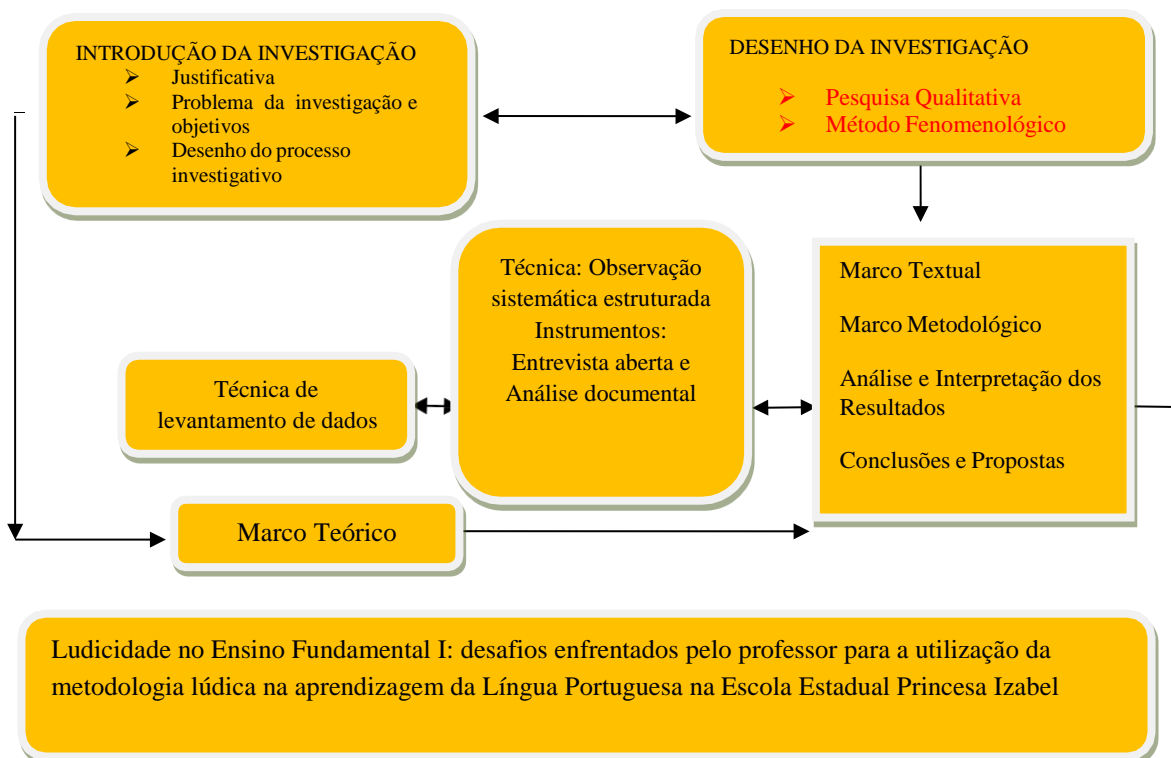 INTRODUÇÃO DA INVESTIGAÇÃO
➢ Justificativa
➢ Problema da investigação e
objetivos
➢ Desenho do processo
investigativo
DESENHO DA INVESTIGAÇÃO
➢ Pesquisa Qualitativa
➢ Método Fenomenológico
Técnica: Observação
sistemática estruturada
Instrumentos:
Entrevista aberta e
Análise documental
Marco Textual
Marco Metodológico
Análise e Interpretação dos
Resultados
Conclusões e Propostas
Técnica de
levantamento de dados
Marco Teórico
Ludicidade no Ensino Fundamental I: desafios enfrentados pelo professor para a utilização da
metodologia lúdica na aprendizagem da Língua Portuguesa na Escola Estadual Princesa Izabel